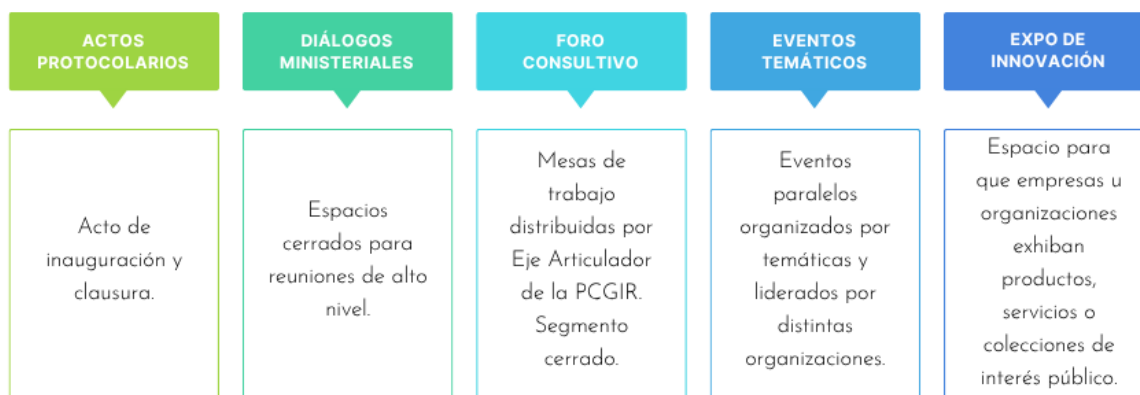 ACTOS
PROTOCOLARIOS
Acto de
inauguración y
clausura.
DIÁLOGOS
MINISTERIALES
Espacios
cerrados para
reuniones de alto
nivel.
FORO
CONSULTIVO
Mesas de
trabajo
distribuidas por
Eje Articulador
de la PCGIR.
Segmento
cerrado.
EVENTOS
TEMÁTICOS
Eventos
paralelos
organizados por
temáticas y
liderados por
distintas
organizaciones.
EXPO DE
INNOVACIÓN
Espacio para
que empresas u
organizaciones
exhiban
productos,
servicios o
colecciones de
interés público.